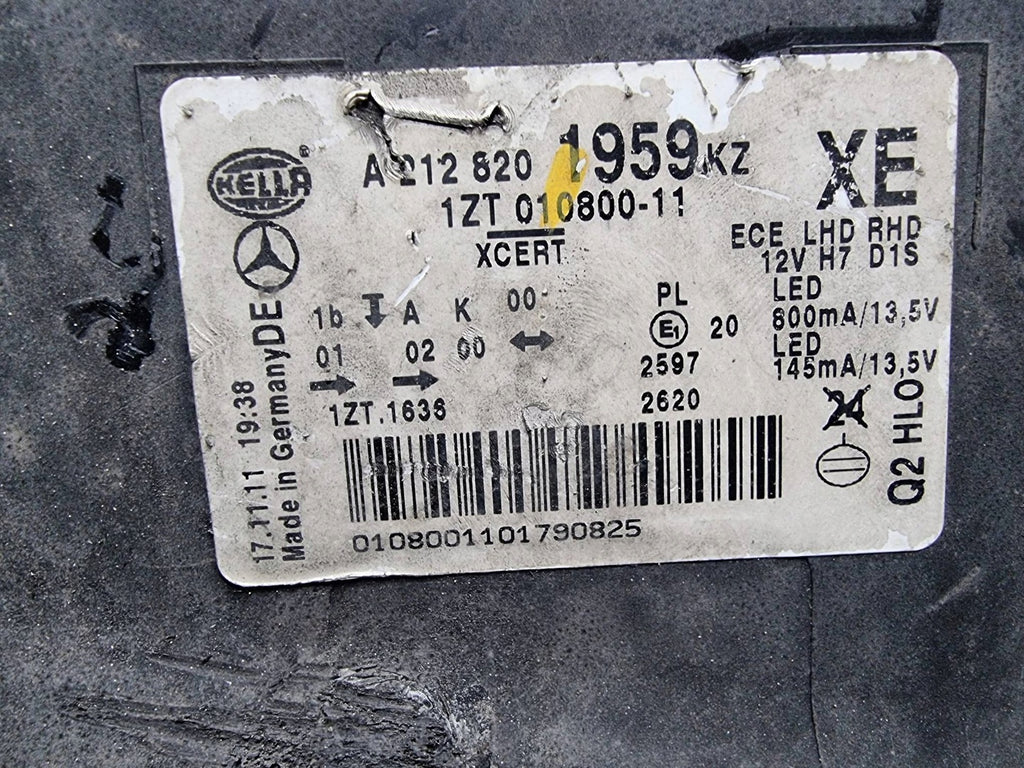 HELLA ®
A 212 820 1959 KZ
1ZT 010800-11
XCERT
XE
ECE LHD RHD
12V H7 D1S
LED
800mA/13,5V
LED
145mA/13,5V
1b A K 00
01 02 00
1ZT.1636
PL
E1 20
2597
2620
24
Q2 HLO
17.11.11 19:38
Made in Germany DE
0108001101790825